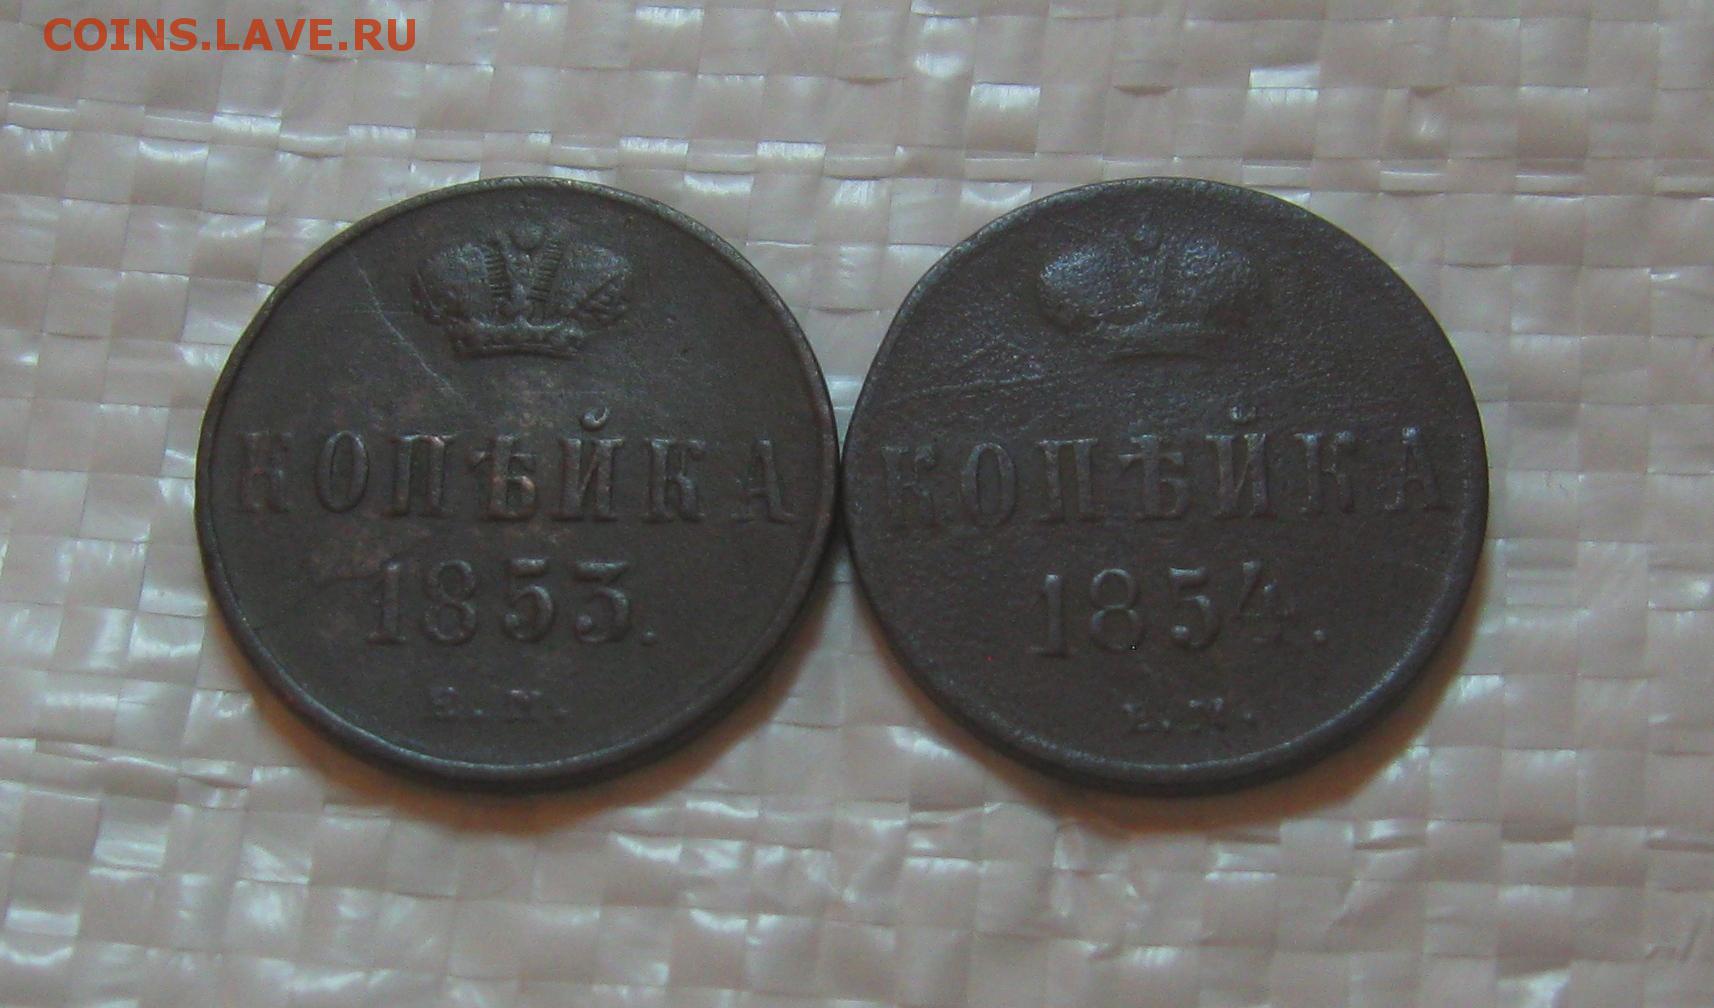 COINS.LAVE.RU
КОПѢЙКА
1853.
Е.М.
КОПѢЙКА
1854.
Е.М.